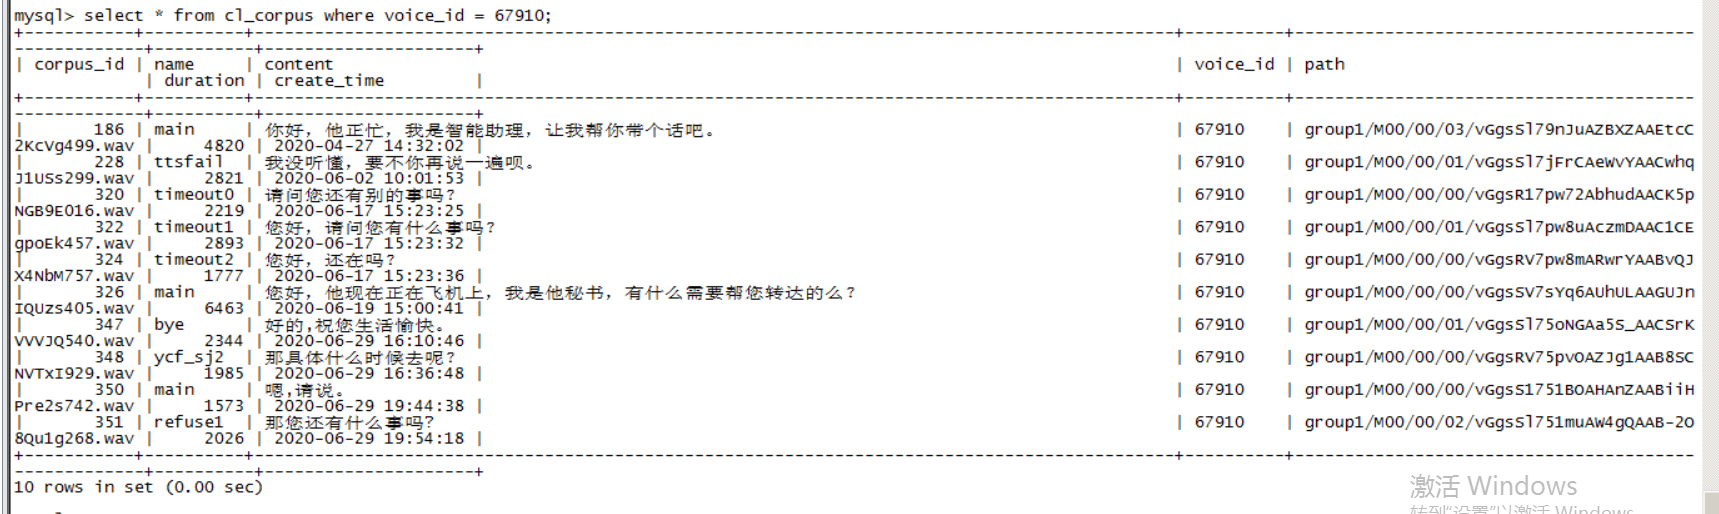 mysql> select * from cl_corpus where voice_id = 67910;
+-----------+----------+--------------------------------------------------------------------------------------------+----------+----------------------------------------
-------------+----------+---------------------+
| corpus_id | name     | content                                                                                    | voice_id | path
             | duration | create_time         |
+-----------+----------+--------------------------------------------------------------------------------------------+----------+----------------------------------------
-------------+----------+---------------------+
|       186 | main     | 你好，他正忙，我是智能助理，让我帮你带个话吧。 | 67910    | group1/M00/00/03/vGgsSl79nJuAZBXZAAEtcC
2KcVg499.wav |     4820 | 2020-04-27 14:32:02 |
|       228 | ttsfail  | 我没听懂，要不你再说一遍呗。 | 67910    | group1/M00/00/01/vGgsSl7jFrCAeWvYAACwhq
J1USs299.wav |     2821 | 2020-06-02 10:01:53 |
|       320 | timeout0 | 请问您还有别的事吗？ | 67910    | group1/M00/00/00/vGgsR17pw72AbhudAACK5p
NGB9E016.wav |     2219 | 2020-06-17 15:23:25 |
|       322 | timeout1 | 您好，请问您有什么事吗？ | 67910    | group1/M00/00/01/vGgsSl7pw8uAczmDAAC1CE
gpoEk457.wav |     2893 | 2020-06-17 15:23:32 |
|       324 | timeout2 | 您好，还在吗？ | 67910    | group1/M00/00/00/vGgsRV7pw8mARwrYAABvQJ
X4NbM757.wav |     1777 | 2020-06-17 15:23:36 |
|       326 | main     | 您好，他现在正在飞机上，我是他秘书，有什么需要帮您转达的么？ | 67910    | group1/M00/00/00/vGgsSV7sYq6AUhULAAGUJn
IQUzs405.wav |     6463 | 2020-06-19 15:00:41 |
|       347 | bye      | 好的,祝您生活愉快。 | 67910    | group1/M00/00/01/vGgsSl75oNGAa5S_AACSrK
VVVJQ540.wav |     2344 | 2020-06-29 16:10:46 |
|       348 | ycf_sj2  | 那具体什么时候去呢？ | 67910    | group1/M00/00/00/vGgsRV75pvOAZJg1AAB8SC
NVTxI929.wav |     1985 | 2020-06-29 16:36:48 |
|       350 | main     | 嗯,请说。 | 67910    | group1/M00/00/00/vGgsS1751BOAHAnZAABiiH
Pre2s742.wav |     1573 | 2020-06-29 19:44:38 |
|       351 | refuse1  | 那您还有什么事吗？ | 67910    | group1/M00/00/02/vGgsSl751muAW4gQAAB-2O
8Qu1g268.wav |     2026 | 2020-06-29 19:54:18 |
+-----------+----------+--------------------------------------------------------------------------------------------+----------+----------------------------------------
-------------+----------+---------------------+
10 rows in set (0.00 sec)
激活 Windows
转到"设置"以激活 Windows